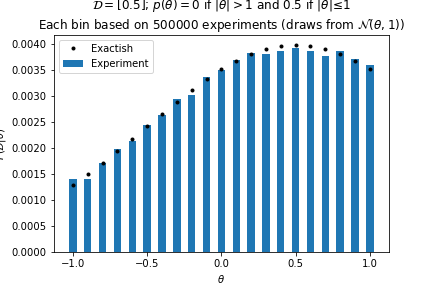 𝒟 = [0.5]; p(θ) = 0 if |θ| > 1 and 0.5 if |θ|≤1
Each bin based on 500000 experiments (draws from 𝒩(θ, 1))
Exactish
Experiment
0.0040
0.0035
0.0030
0.0025
0.0020
0.0015
0.0010
0.0005
0.0000
−1.0
−0.5
0.0
0.5
1.0
θ